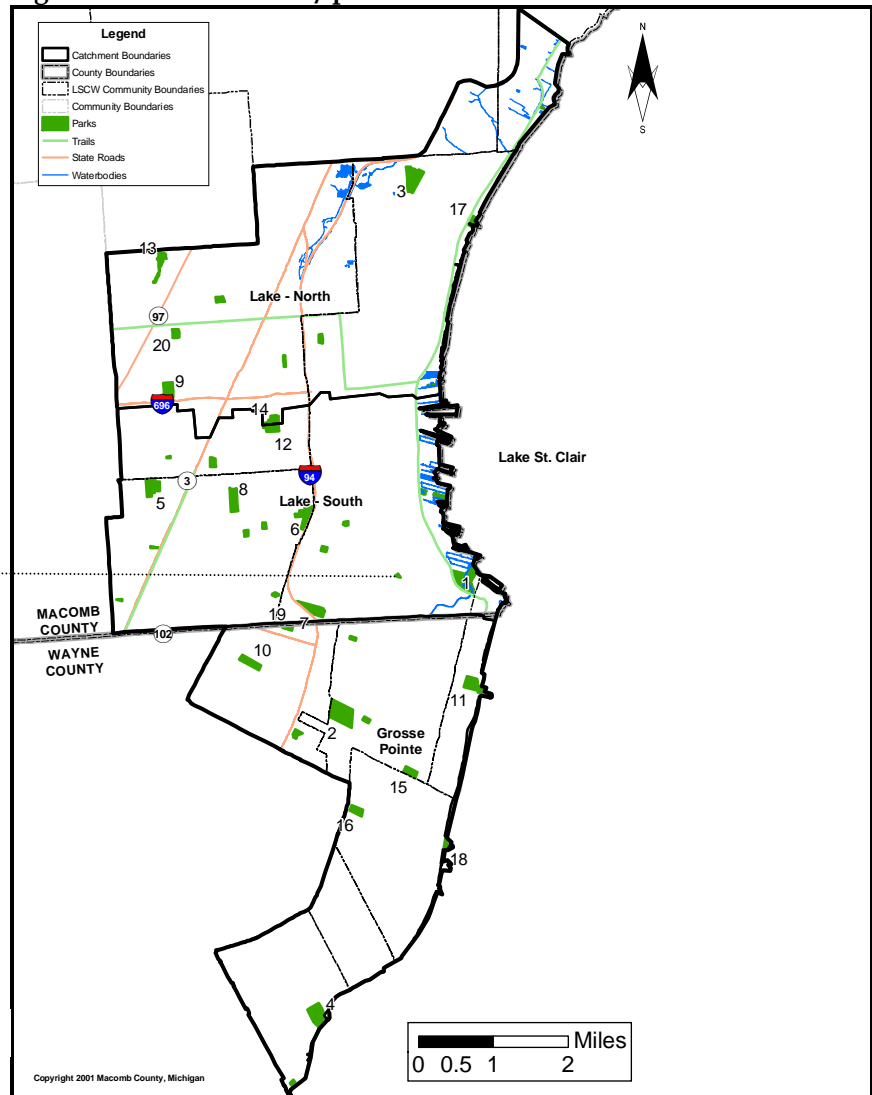 Legend
Catchment Boundaries
County Boundaries
LSCW Community Boundaries
Community Boundaries
Parks
Trails
State Roads
Waterbodies
N
S
3
17
13
Lake - North
97
20
9
696
14
12
Lake St. Clair
3
94
5
8
Lake - South
6
1
MACOMB
COUNTY
19
7
102
WAYNE
COUNTY
10
11
2
Grosse
Pointe
15
16
18
4
Miles
0 0.5 1 2
Copyright 2001 Macomb County, Michigan